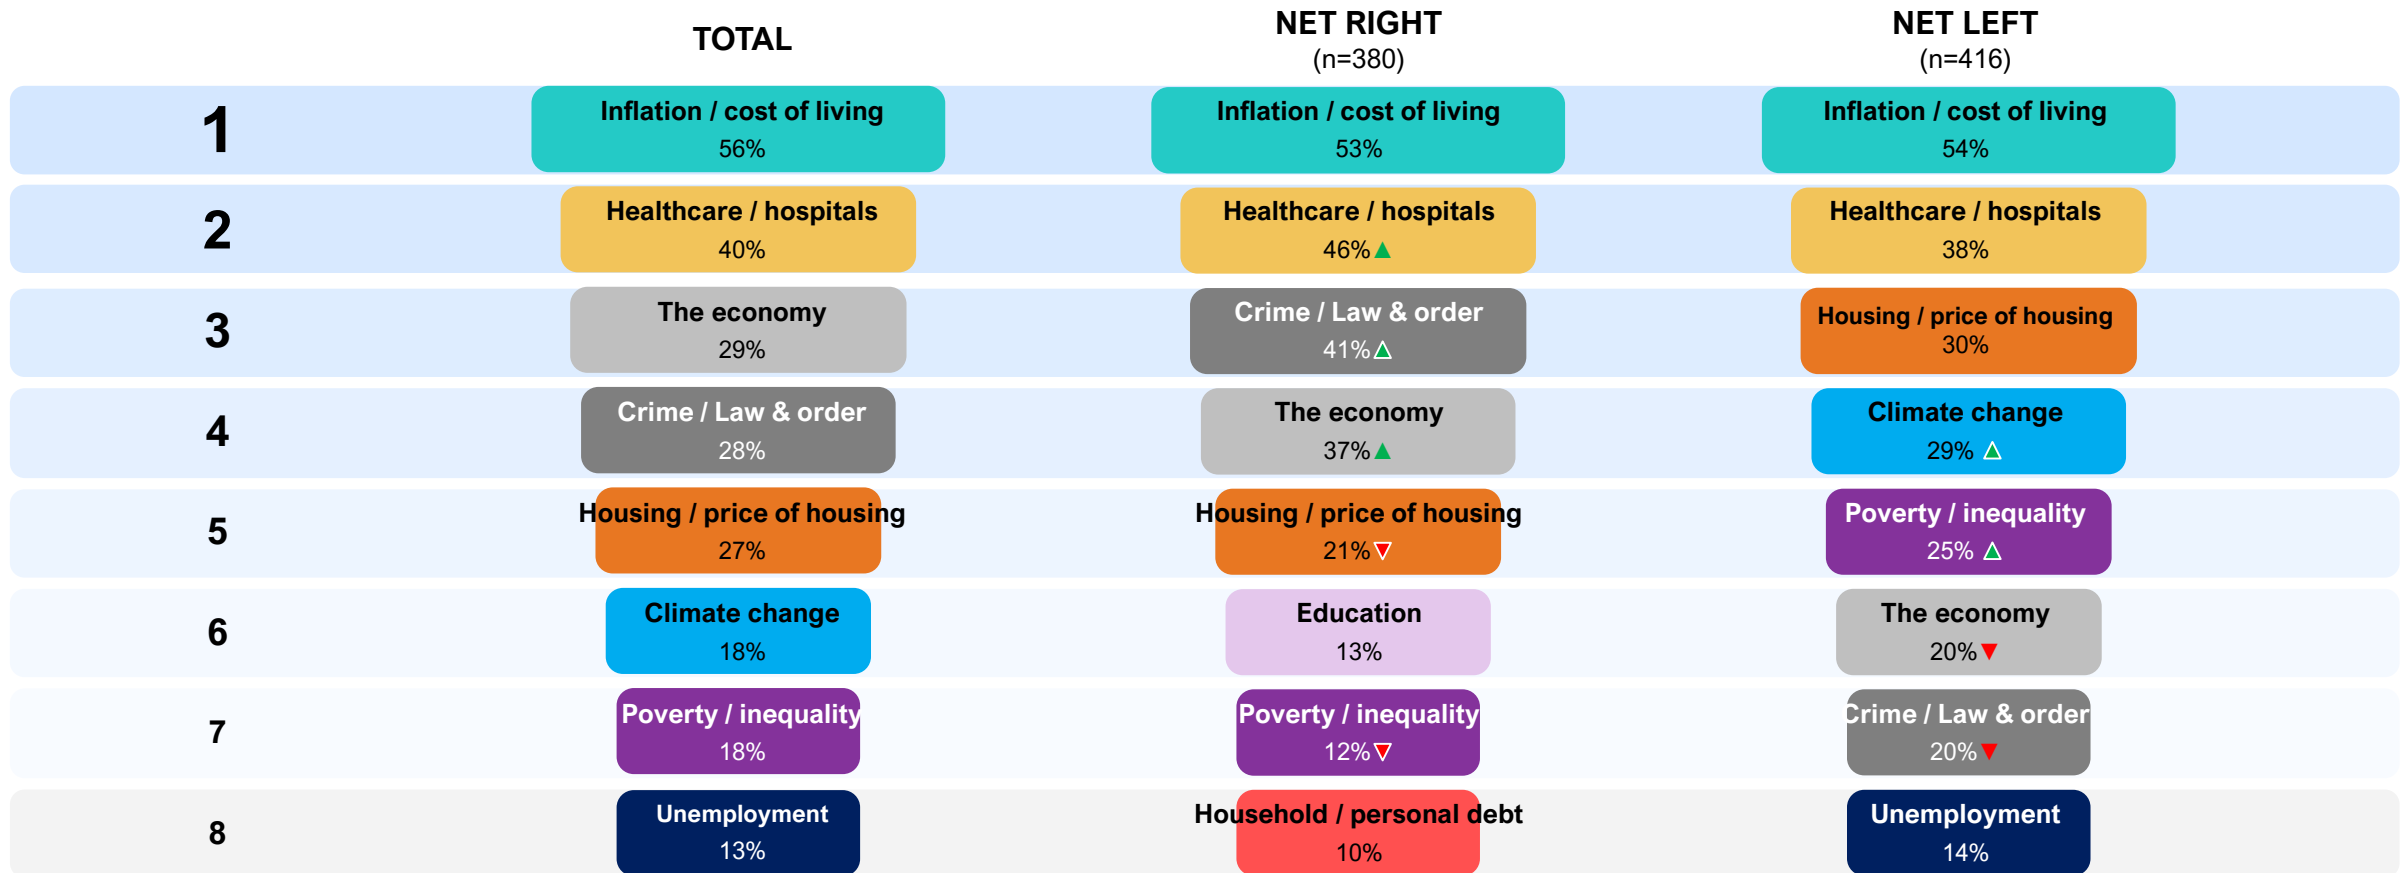 TOTAL
NET RIGHT
(n=380)
NET LEFT
(n=416)
1
Inflation / cost of living
56%
Inflation / cost of living
53%
Inflation / cost of living
54%
2
Healthcare / hospitals
40%
Healthcare / hospitals
46%
Healthcare / hospitals
38%
3
The economy
29%
Crime / Law & order
41%
Housing / price of housing
30%
4
Crime / Law & order
28%
The economy
37%
Climate change
29%
5
Housing / price of housing
27%
Housing / price of housing
21%
Poverty / inequality
25%
6
Climate change
18%
Education
13%
The economy
20%
7
Poverty / inequality
18%
Poverty / inequality
12%
Crime / Law & order
20%
8
Unemployment
13%
Household / personal debt
10%
Unemployment
14%